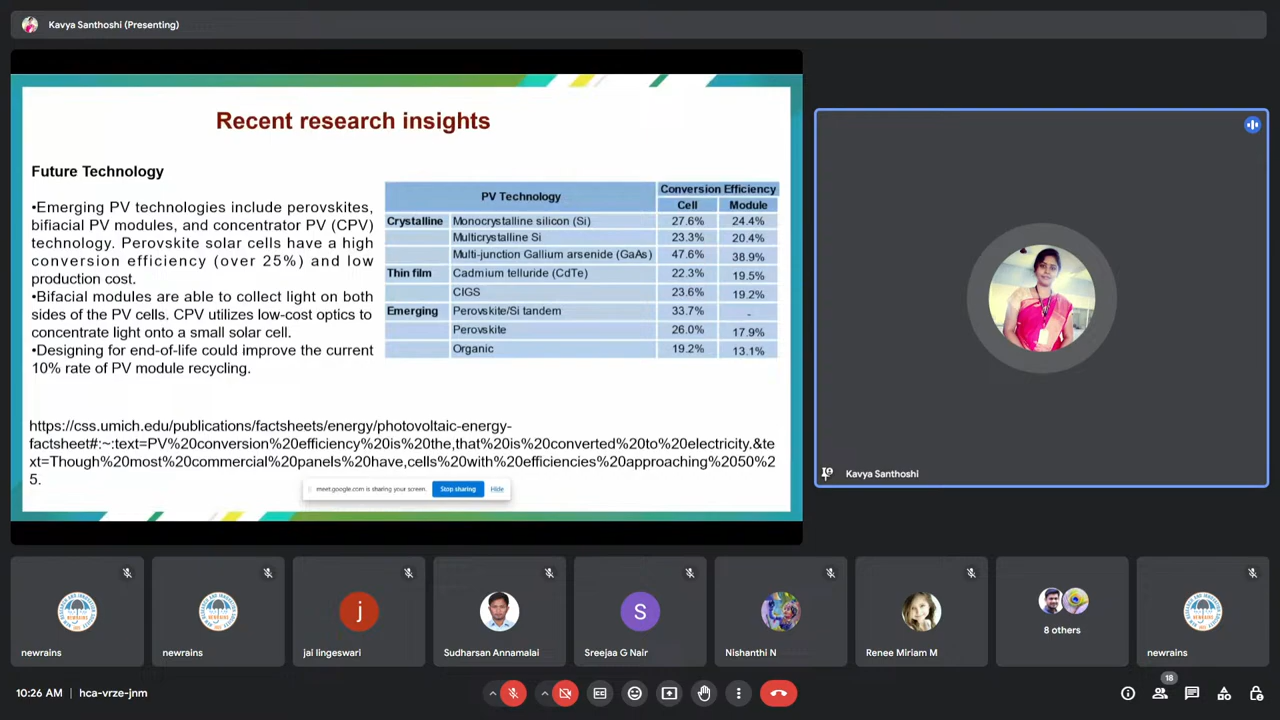 Kavya Santhoshi (Presenting)
Recent research insights
Future Technology
•Emerging PV technologies include perovskites,
bifiacial PV modules, and concentrator PV (CPV)
technology. Perovskite solar cells have a high
conversion efficiency (over 25%) and low
production cost.
•Bifacial modules are able to collect light on both
sides of the PV cells. CPV utilizes low-cost optics to
concentrate light onto a small solar cell.
•Designing for end-of-life could improve the current
10% rate of PV module recycling.
PV Technology Conversion Efficiency
Cell Module
Crystalline Monocrystalline silicon (Si) 27.6% 24.4%
Multicrystalline Si 23.3% 20.4%
Multi-junction Gallium arsenide (GaAs) 47.6% 38.9%
Thin film Cadmium telluride (CdTe) 22.3% 19.5%
CIGS 23.6% 19.2%
Emerging Perovskite/Si tandem 33.7% -
Perovskite 26.0% 17.9%
Organic 19.2% 13.1%
https://css.umich.edu/publications/factsheets/energy/photovoltaic-energy-
factsheet#:~:text=PV%20conversion%20efficiency%20is%20the,that%20is%20converted%20to%20electricity.&te
xt=Though%20most%20commercial%20panels%20have,cells%20with%20efficiencies%20approaching%2050%25
5.
meet.google.com is sharing your screen. Stop sharing Hide
Kavya Santhoshi
newrains
newrains
j
jai lingeswari
Sudharsan Annamalai
S
Sreejaa G Nair
Nishanthi N
Renee Miriam M
8 others
newrains
10:26 AM | hca-vrze-jnm
18